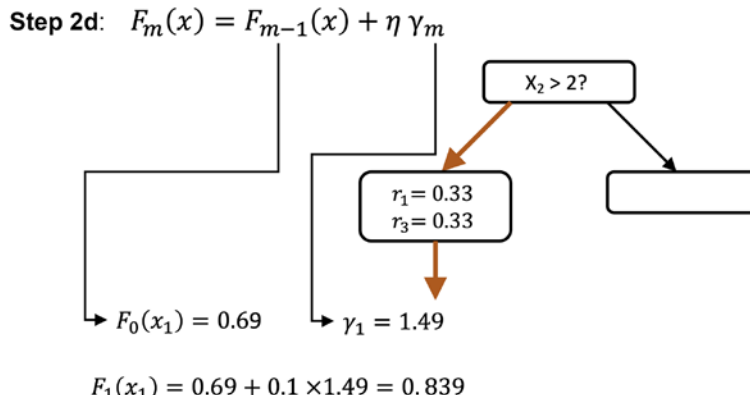 Step 2d: Fₘ(x) = Fₘ₋₁(x) + η γₘ
X₂ > 2?
r₁= 0.33
r₃= 0.33
F₀(x₁) = 0.69
γ₁ = 1.49
F₁(x₁) = 0.69 + 0.1 ×1.49 = 0.839